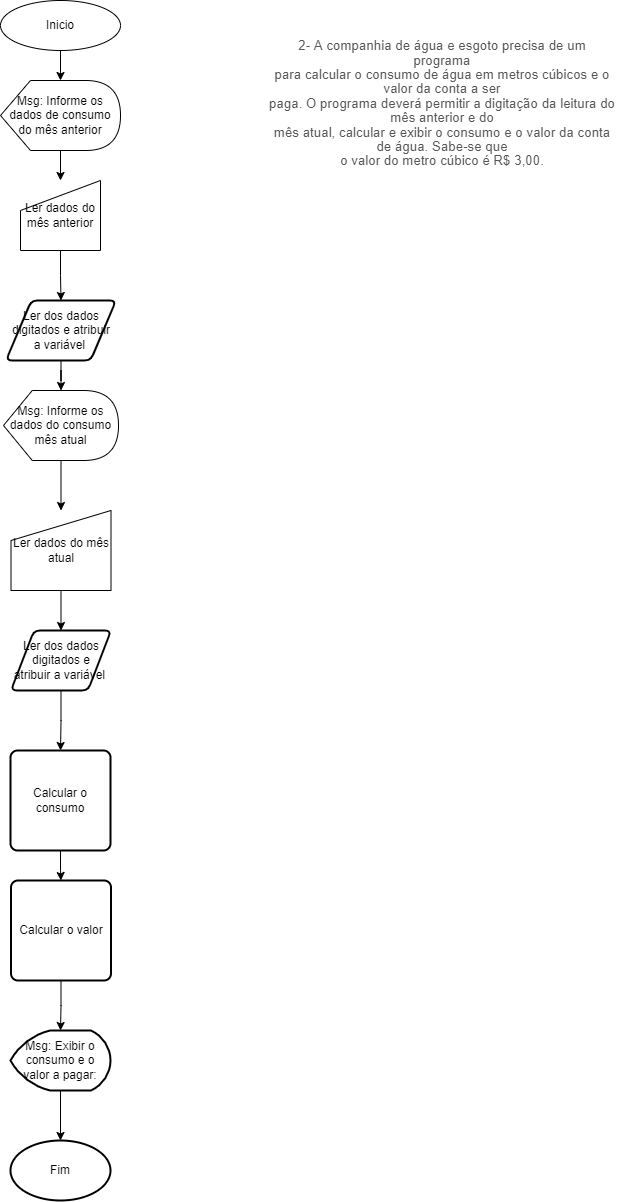 Inicio
Msg: Informe os
dados de consumo
do mês anterior
Ler dados do
mês anterior
Ler dos dados
digitados e atribuir
a variável
Msg: Informe os
dados do consumo
mês atual
Ler dados do mês
atual
Ler dos dados
digitados e
atribuir a variável
Calcular o
consumo
Calcular o valor
Msg: Exibir o
consumo e o
valor a pagar:
Fim
2- A companhia de água e esgoto precisa de um
programa
para calcular o consumo de água em metros cúbicos e o
valor da conta a ser
paga. O programa deverá permitir a digitação da leitura do
mês anterior e do
mês atual, calcular e exibir o consumo e o valor da conta
de água. Sabe-se que
o valor do metro cúbico é R$ 3,00.